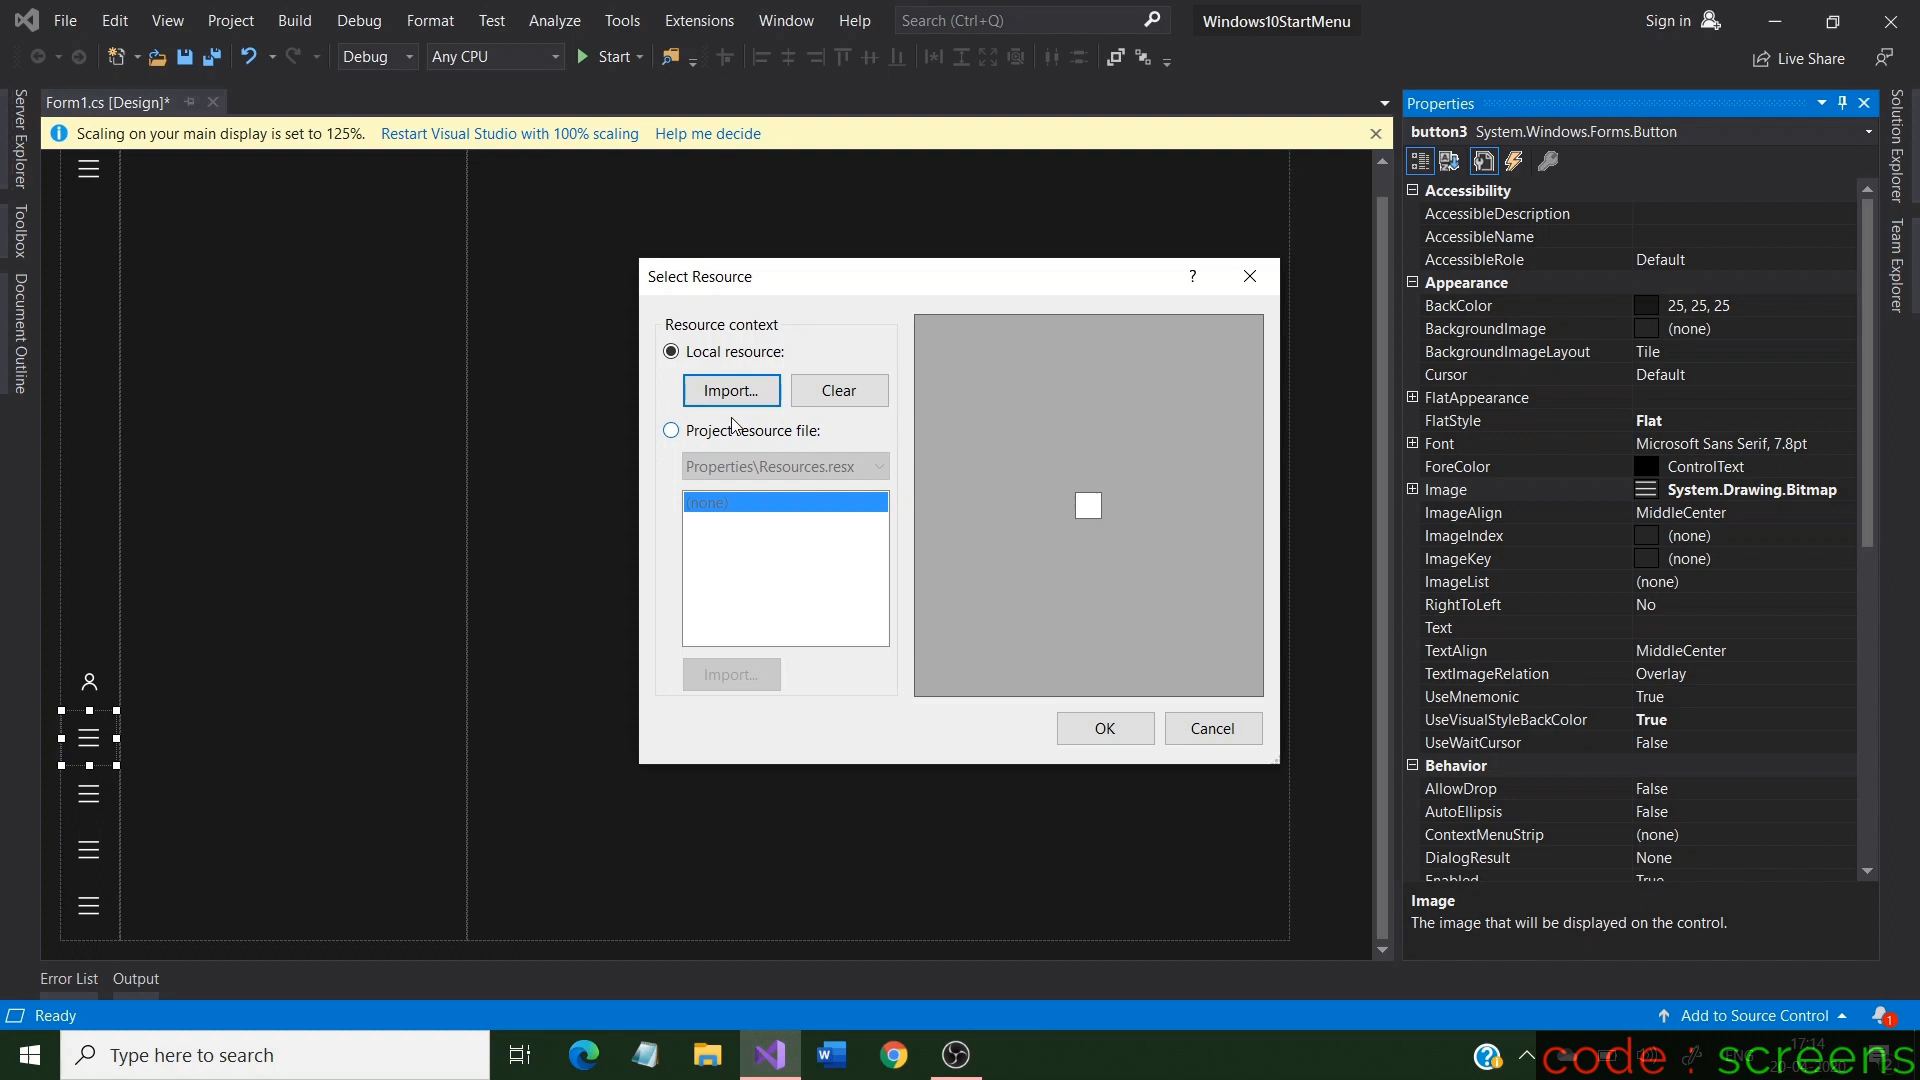 File Edit View Project Build Debug Format Test Analyze Tools Extensions Window Help Search (Ctrl+Q) Windows10StartMenu Sign in
Debug Any CPU Start Live Share
Server Explorer
Toolbox
Document Outline
Form1.cs [Design]*
Scaling on your main display is set to 125%. Restart Visual Studio with 100% scaling Help me decide
Select Resource ?
Resource context
Local resource:
Import... Clear
Project resource file:
Properties\Resources.resx
(none)
Import...
OK Cancel
Properties
button3 System.Windows.Forms.Button
Accessibility
AccessibleDescription
AccessibleName
AccessibleRole Default
Appearance
BackColor 25, 25, 25
BackgroundImage (none)
BackgroundImageLayout Tile
Cursor Default
FlatAppearance
FlatStyle Flat
Font Microsoft Sans Serif, 7.8pt
ForeColor ControlText
Image System.Drawing.Bitmap
ImageAlign MiddleCenter
ImageIndex (none)
ImageKey (none)
ImageList (none)
RightToLeft No
Text
TextAlign MiddleCenter
TextImageRelation Overlay
UseMnemonic True
UseVisualStyleBackColor True
UseWaitCursor False
Behavior
AllowDrop False
AutoEllipsis False
ContextMenuStrip (none)
DialogResult None
Enabled True
Image
The image that will be displayed on the control.
Solution Explorer
Team Explorer
Error List Output
Ready Add to Source Control 1
Type here to search
17:14
code : screens